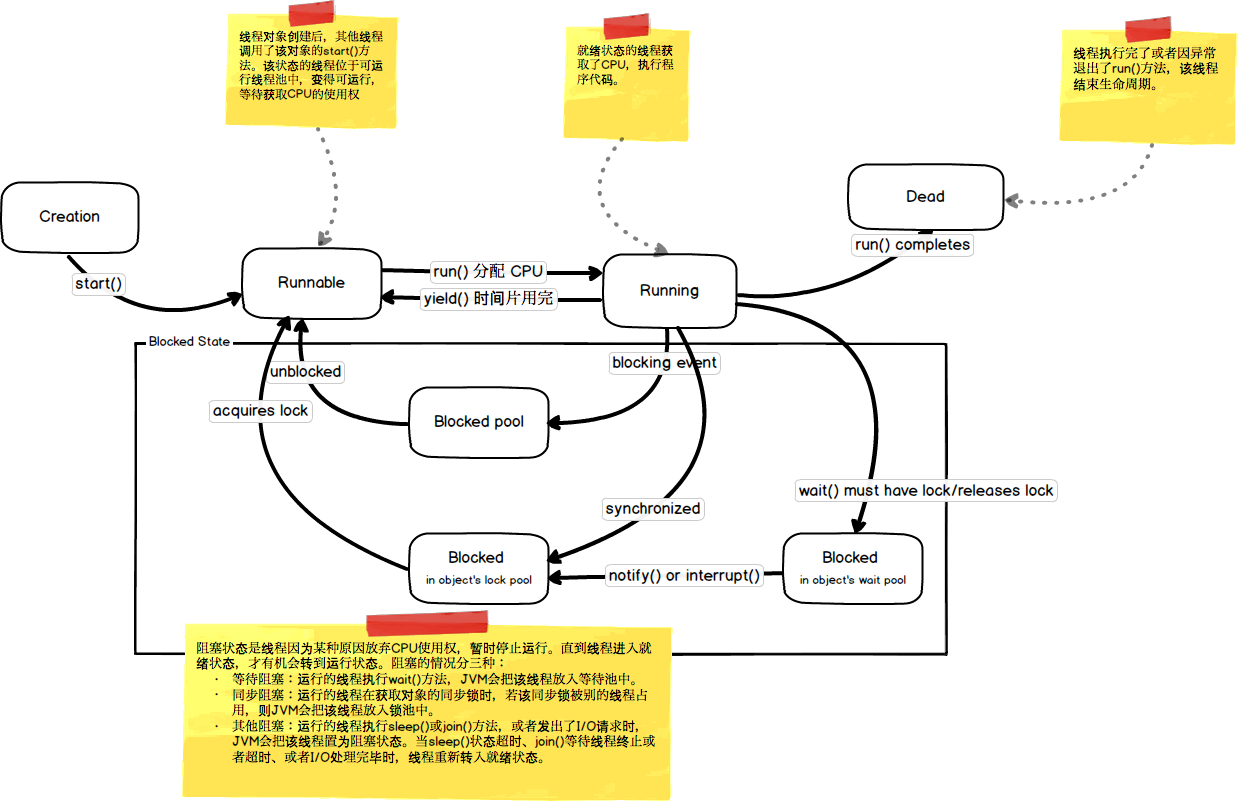 线程对象创建后，其他线程
调用了该对象的start()方
法。该状态的线程位于可运
行线程池中，变得可运行，
等待获取CPU的使用权
就绪状态的线程获
取了CPU，执行程
序代码。
线程执行完了或者因异常
退出了run()方法，该线程
结束生命周期。
Creation
Dead
run() completes
start()
Runnable
run() 分配 CPU
yield() 时间片用完
Running
Blocked State
unblocked
blocking event
acquires lock
Blocked pool
wait() must have lock/releases lock
synchronized
Blocked
in object's lock pool
notify() or interrupt()
Blocked
in object's wait pool
阻塞状态是线程因为某种原因放弃CPU使用权，暂时停止运行。直到线程进入就
绪状态，才有机会转到运行状态。阻塞的情况分三种：
· 等待阻塞：运行的线程执行wait()方法，JVM会把该线程放入等待池中。
· 同步阻塞：运行的线程在获取对象的同步锁时，若该同步锁被别的线程占
用，则JVM会把该线程放入锁池中。
· 其他阻塞：运行的线程执行sleep()或join()方法，或者发出了I/O请求时，
JVM会把该线程置为阻塞状态。当sleep()状态超时、join()等待线程终止或
者超时、或者I/O处理完毕时，线程重新转入就绪状态。